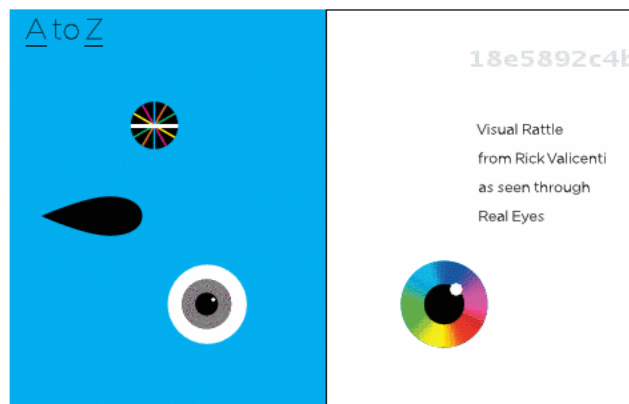 A to Z
18e5892c4b
Visual Rattle
from Rick Valicenti
as seen through
Real Eyes